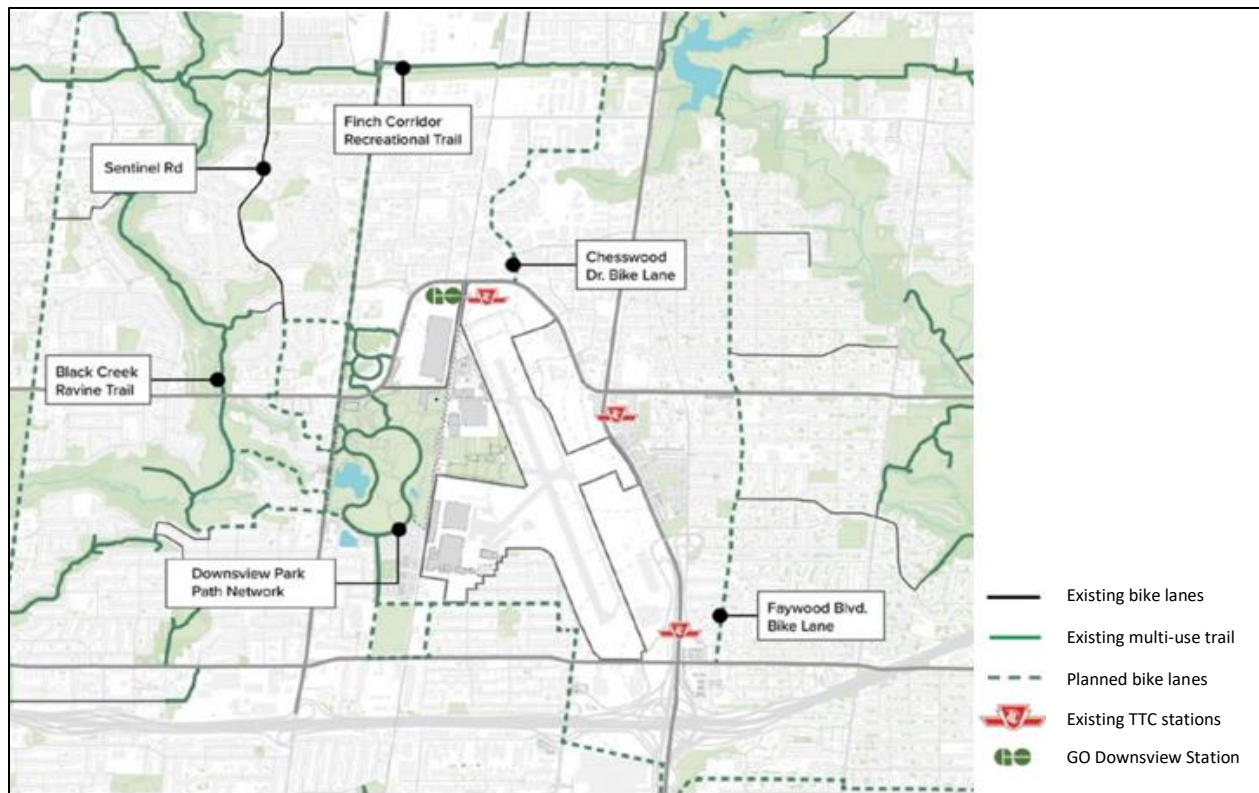 Finch Corridor
Recreational Trail
Sentinel Rd
Chesswood
Dr. Bike Lane
GO
Black Creek
Ravine Trail
Downsview Park
Path Network
Faywood Blvd.
Bike Lane
Existing bike lanes
Existing multi-use trail
Planned bike lanes
Existing TTC stations
GO
GO Downsview Station